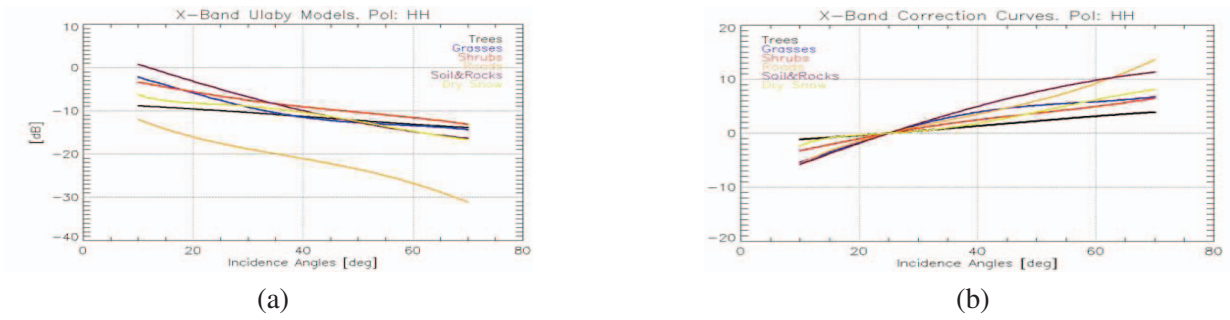 X-Band Ulaby Models. Pol: HH
10
0
-10
-20
-30
-40
[dB]
Trees
Grasses
Shrubs
Roads
Soil&Rocks
Dry Snow
0 20 40 60 80
Incidence Angles [deg]
(a)
X-Band Correction Curves. Pol: HH
20
10
0
-10
-20
[dB]
Trees
Grasses
Shrubs
Roads
Soil&Rocks
Dry Snow
0 20 40 60 80
Incidence Angles [deg]
(b)